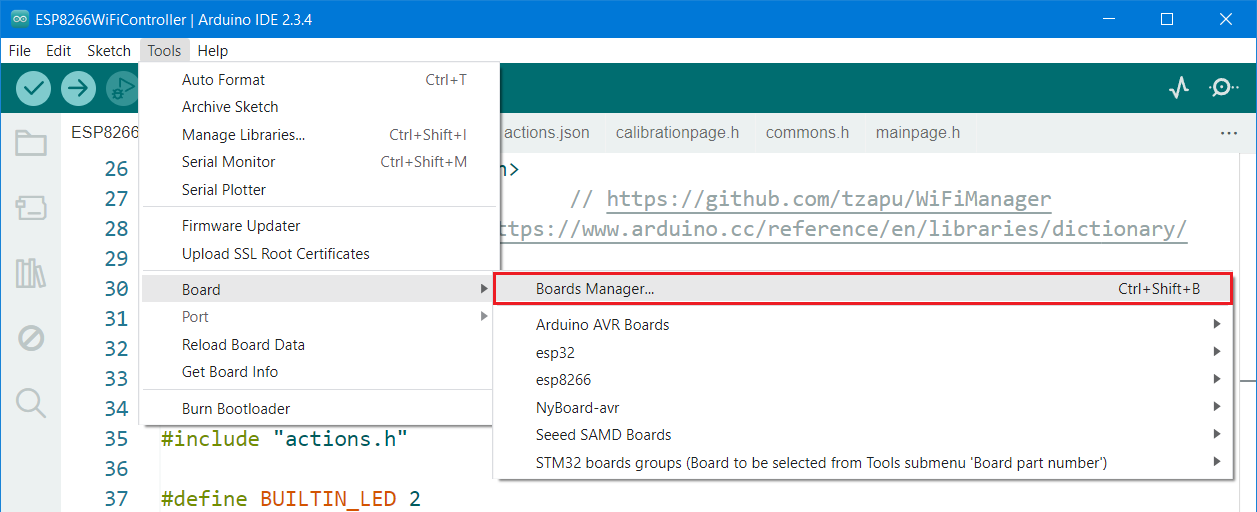 ESP8266WiFiController | Arduino IDE 2.3.4
File Edit Sketch Tools Help
Auto Format Ctrl+T
Archive Sketch
Manage Libraries... Ctrl+Shift+I
Serial Monitor Ctrl+Shift+M
Serial Plotter
Firmware Updater
Upload SSL Root Certificates
Board
Port
Reload Board Data
Get Board Info
Burn Bootloader
Boards Manager... Ctrl+Shift+B
Arduino AVR Boards
esp32
esp8266
NyBoard-avr
Seeed SAMD Boards
STM32 boards groups (Board to be selected from Tools submenu 'Board part number')
ESP8266 actions.json calibrationpage.h commons.h mainpage.h ...
26 >
27 // https://github.com/tzapu/WiFiManager
28 ttps://www.arduino.cc/reference/en/libraries/dictionary/
29
30
31
32
33
34
35 #include "actions.h"
36
37 #define BUILTIN_LED 2